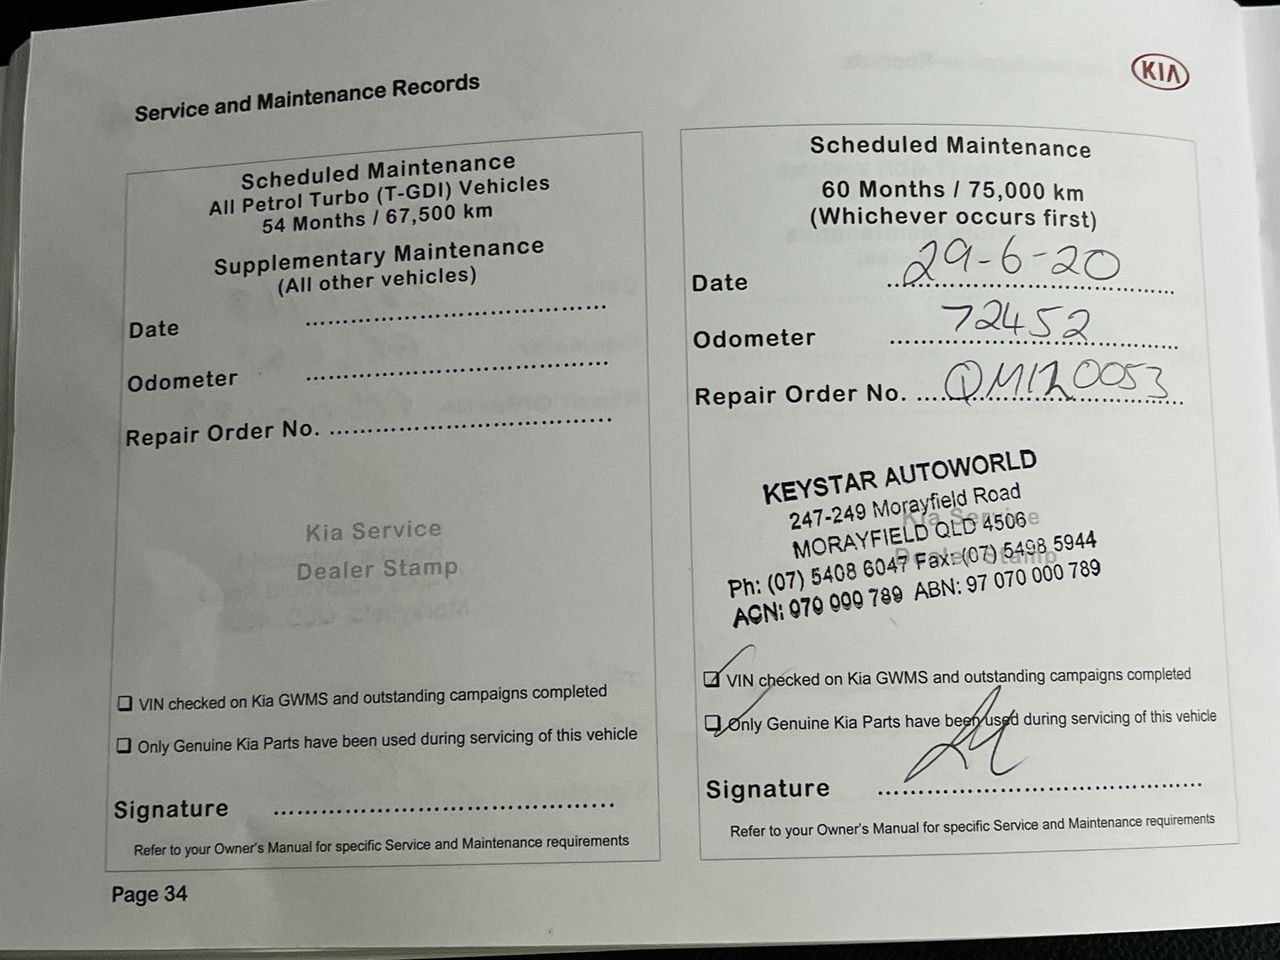 Service and Maintenance Records
KIA
Scheduled Maintenance
All Petrol Turbo (T-GDI) Vehicles
54 Months / 67,500 km
Supplementary Maintenance
(All other vehicles)
Date
Odometer
Repair Order No.
Kia Service
Dealer Stamp
VIN checked on Kia GWMS and outstanding campaigns completed
Only Genuine Kia Parts have been used during servicing of this vehicle
Signature
Refer to your Owner's Manual for specific Service and Maintenance requirements
Page 34
Scheduled Maintenance
60 Months / 75,000 km
(Whichever occurs first)
Date 29-6-20
Odometer 72452
Repair Order No.
Kia Service
Dealer Stamp
KEYSTAR AUTOWORLD
247-249 Morayfield Road
MORAYFIELD QLD 4506
Ph: (07) 5408 6047 Fax: (07) 5498 5944
ACN: 070 000 789 ABN: 97 070 000 789
VIN checked on Kia GWMS and outstanding campaigns completed
Only Genuine Kia Parts have been used during servicing of this vehicle
Signature
Refer to your Owner's Manual for specific Service and Maintenance requirements